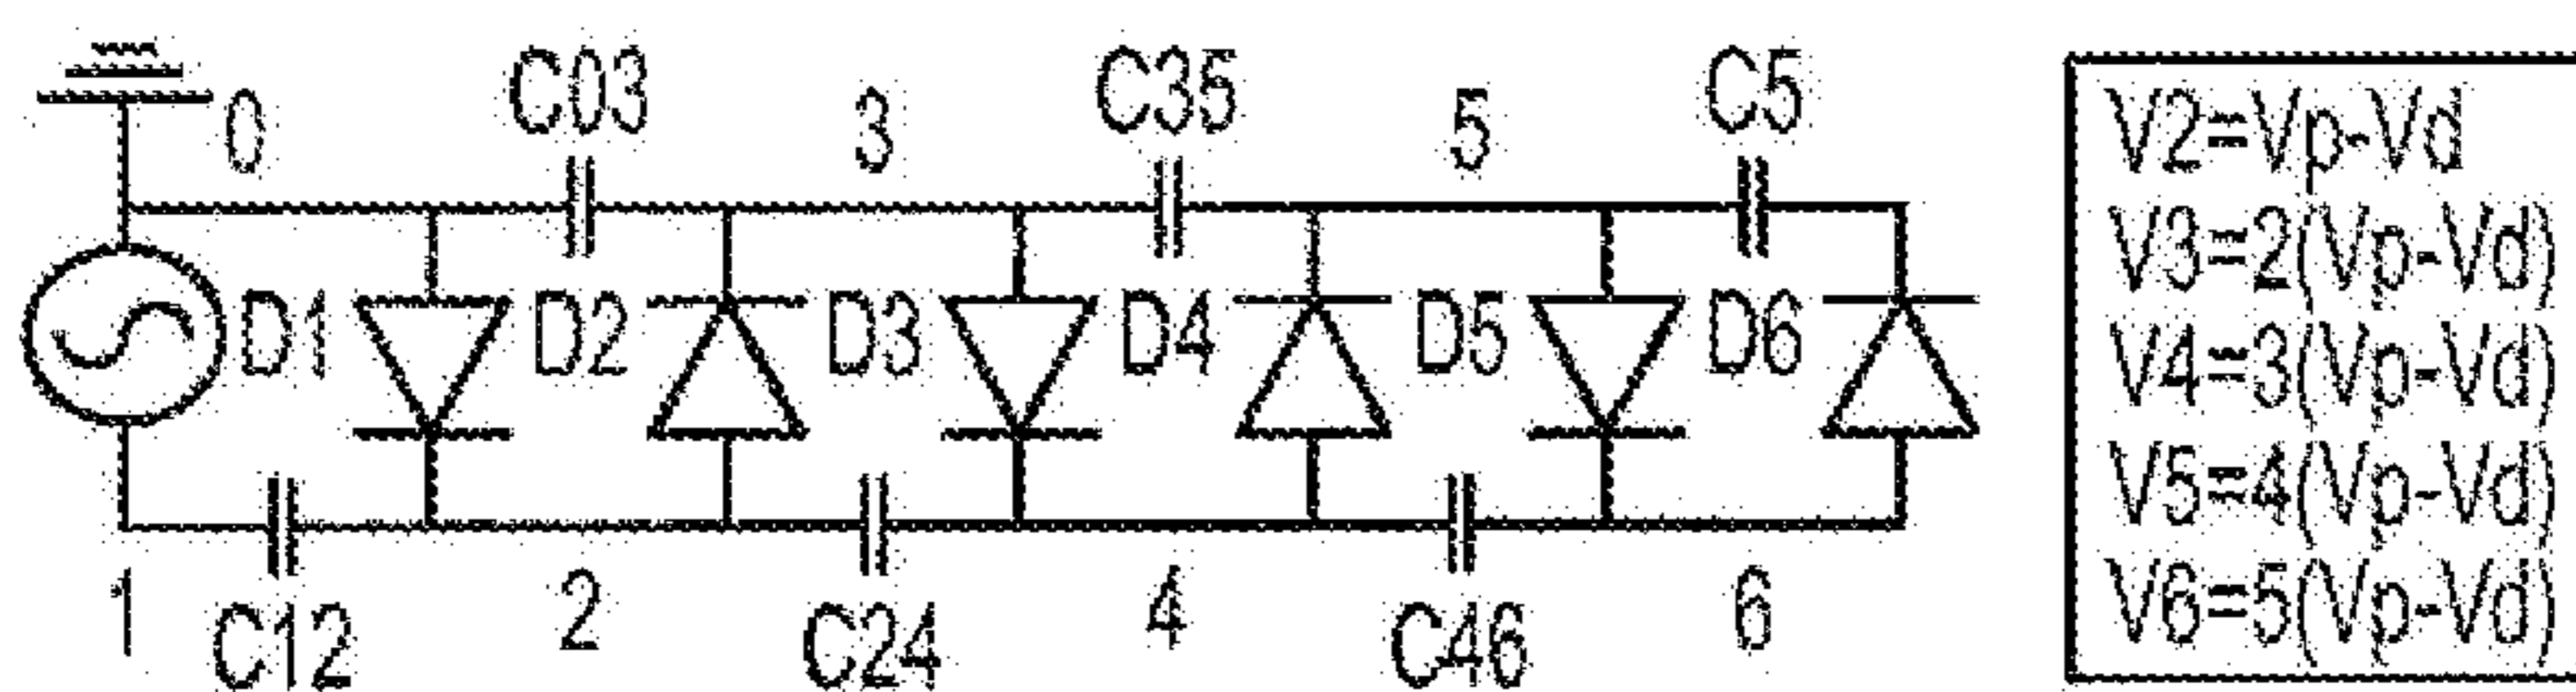 0 C03 3 C35 5 C5
D1 D2 D3 D4 D5 D6
1 C12 2 C24 4 C46 6
V2=Vp-Vd
V3=2(Vp-Vd)
V4=3(Vp-Vd)
V5=4(Vp-Vd)
V6=5(Vp-Vd)